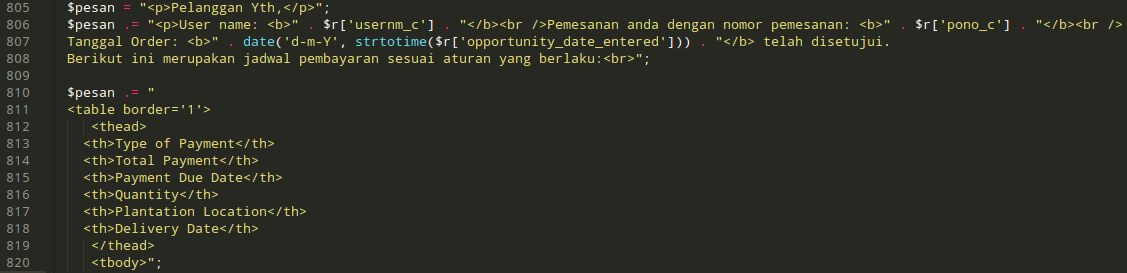 805 $pesan = "<p>Pelanggan Yth,</p>";
806 $pesan .= "<p>User name: <b>" . $r['usernm_c'] . "</b><br />Pemesanan anda dengan nomor pemesanan: <b>" . $r['pono_c'] . "</b><br />
807 Tanggal Order: <b>" . date('d-m-Y', strtotime($r['opportunity_date_entered'])) . "</b> telah disetujui.
808 Berikut ini merupakan jadwal pembayaran sesuai aturan yang berlaku:<br>";
809
810 $pesan .= "
811 <table border='1'>
812 <thead>
813 <th>Type of Payment</th>
814 <th>Total Payment</th>
815 <th>Payment Due Date</th>
816 <th>Quantity</th>
817 <th>Plantation Location</th>
818 <th>Delivery Date</th>
819 </thead>
820 <tbody>";